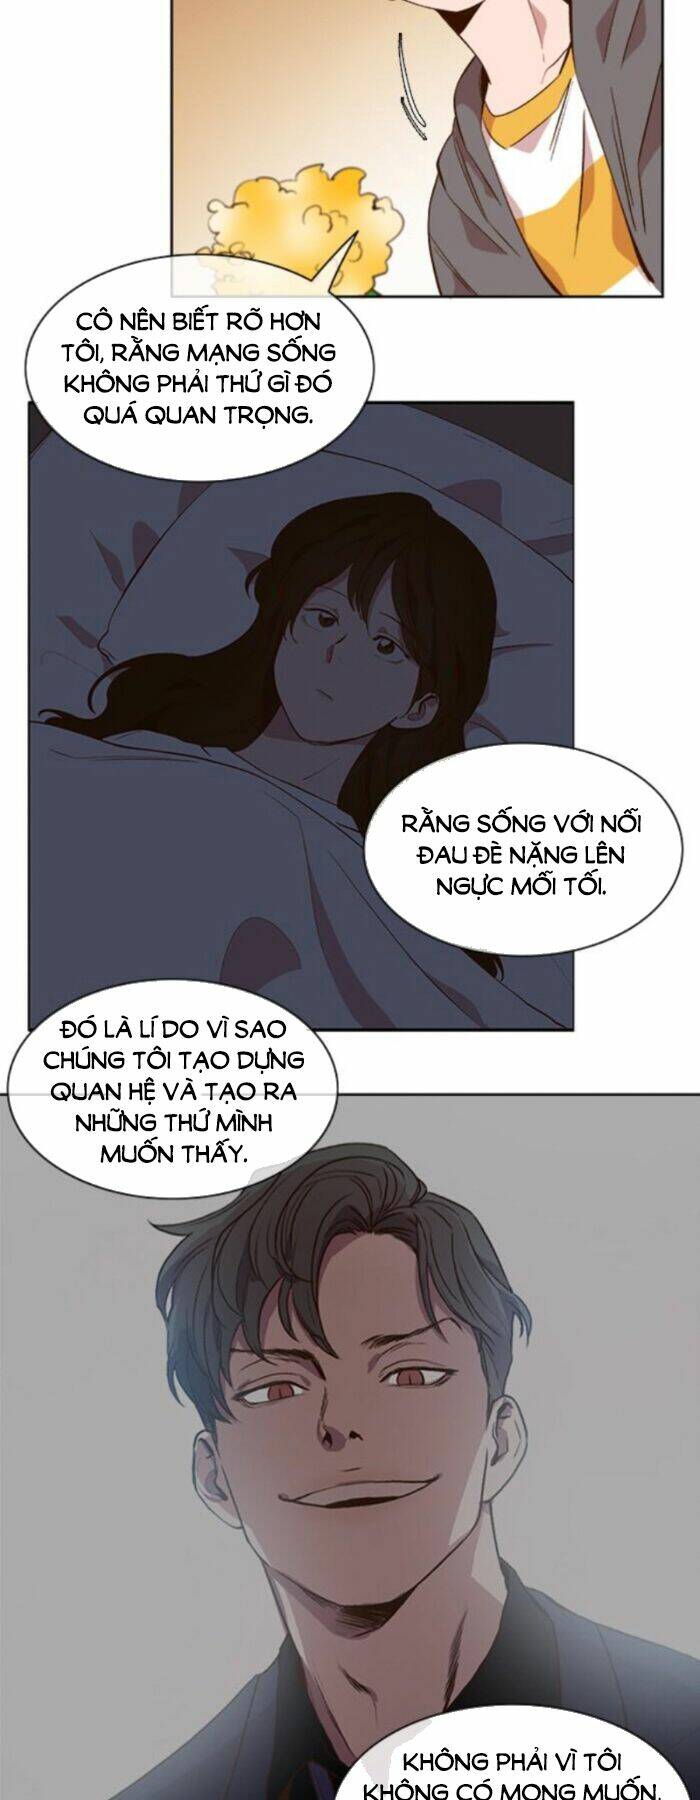 CÔ NÊN BIẾT RÕ HƠN
TÔI, RẰNG MẠNG SỐNG
KHÔNG PHẢI THỨ GÌ ĐÓ
QUÁ QUAN TRỌNG.
RẰNG SỐNG VỚI NỖI
ĐAU ĐÈ NẶNG LÊN
NGỰC MỖI TỐI.
ĐÓ LÀ LÍ DO VÌ SAO
CHÚNG TÔI TẠO DỰNG
QUAN HỆ VÀ TẠO RA
NHỮNG THỨ MÌNH
MUỐN THẤY.
KHÔNG PHẢI VÌ TÔI
KHÔNG CÓ MONG MUỐN,